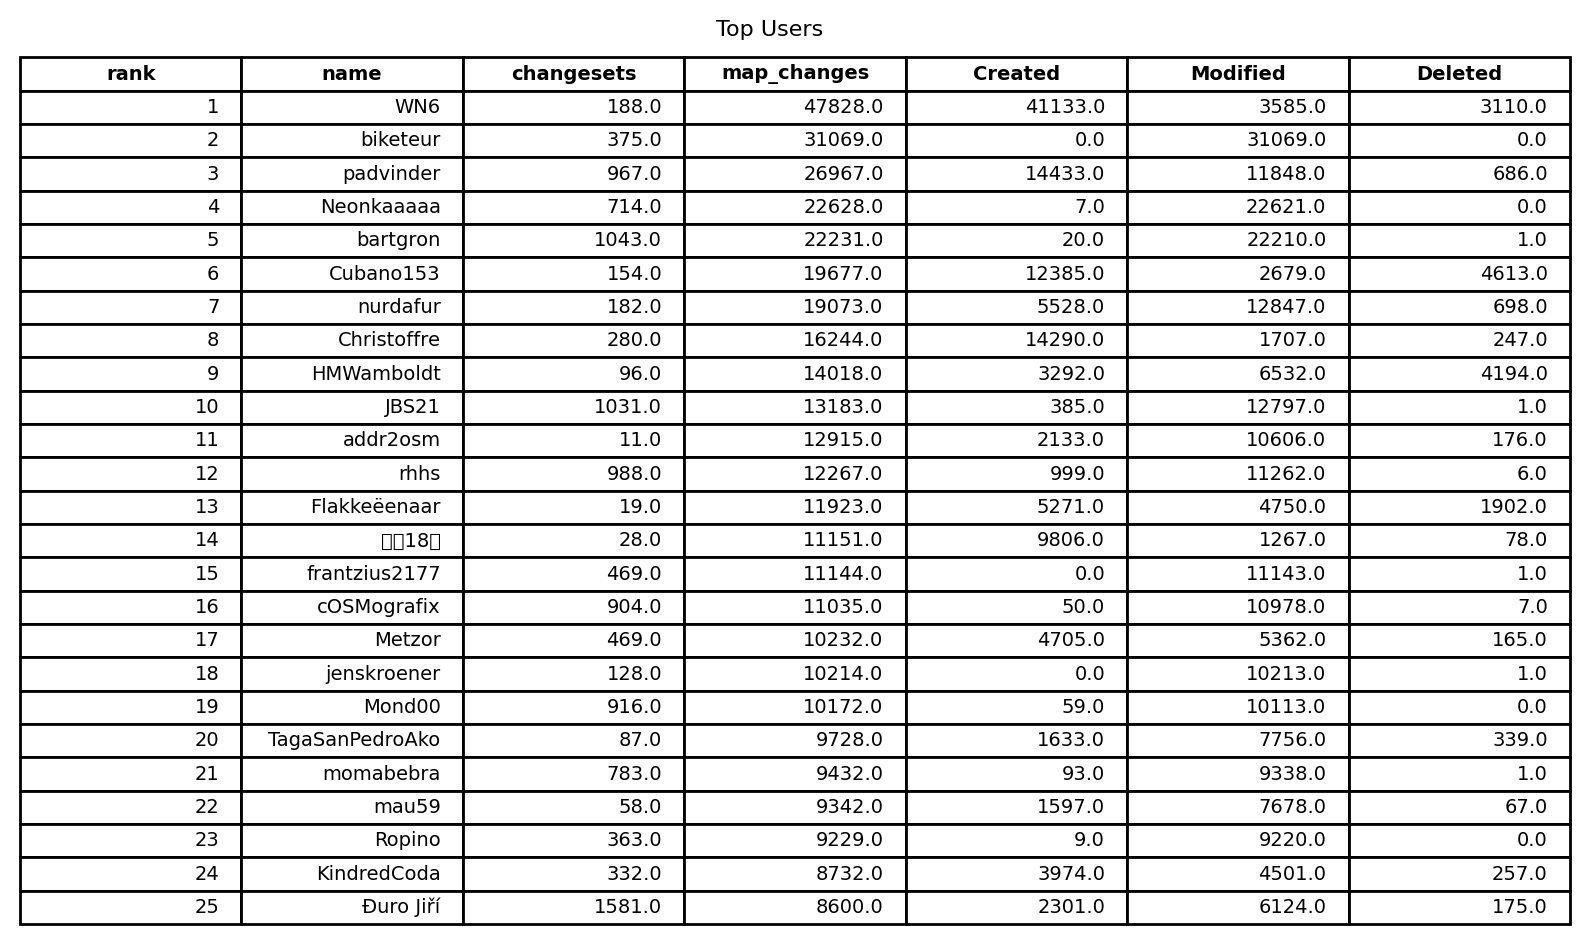 Top Users
rank name changesets map_changes Created Modified Deleted
1 WN6 188.0 47828.0 41133.0 3585.0 3110.0
2 biketeur 375.0 31069.0 0.0 31069.0 0.0
3 padvinder 967.0 26967.0 14433.0 11848.0 686.0
4 Neonkaaaaa 714.0 22628.0 7.0 22621.0 0.0
5 bartgron 1043.0 22231.0 20.0 22210.0 1.0
6 Cubano153 154.0 19677.0 12385.0 2679.0 4613.0
7 nurdafur 182.0 19073.0 5528.0 12847.0 698.0
8 Christoffre 280.0 16244.0 14290.0 1707.0 247.0
9 HMWamboldt 96.0 14018.0 3292.0 6532.0 4194.0
10 JBS21 1031.0 13183.0 385.0 12797.0 1.0
11 addr2osm 11.0 12915.0 2133.0 10606.0 176.0
12 rhhs 988.0 12267.0 999.0 11262.0 6.0
13 Flakkeëenaar 19.0 11923.0 5271.0 4750.0 1902.0
14 18 28.0 11151.0 9806.0 1267.0 78.0
15 frantzius2177 469.0 11144.0 0.0 11143.0 1.0
16 cOSMografix 904.0 11035.0 50.0 10978.0 7.0
17 Metzor 469.0 10232.0 4705.0 5362.0 165.0
18 jenskroener 128.0 10214.0 0.0 10213.0 1.0
19 Mond00 916.0 10172.0 59.0 10113.0 0.0
20 TagaSanPedroAko 87.0 9728.0 1633.0 7756.0 339.0
21 momabebra 783.0 9432.0 93.0 9338.0 1.0
22 mau59 58.0 9342.0 1597.0 7678.0 67.0
23 Ropino 363.0 9229.0 9.0 9220.0 0.0
24 KindredCoda 332.0 8732.0 3974.0 4501.0 257.0
25 Đuro Jiří 1581.0 8600.0 2301.0 6124.0 175.0